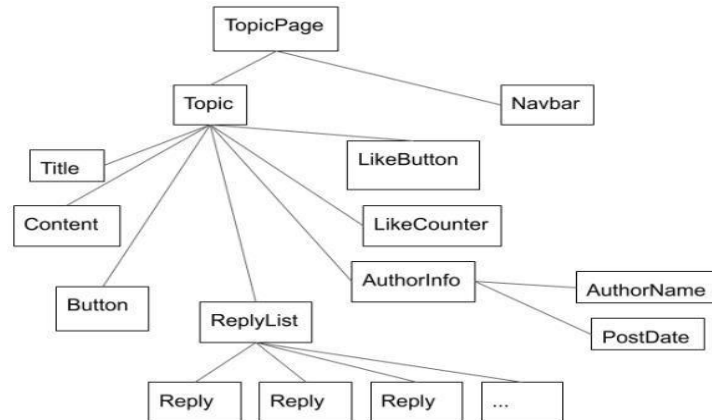 TopicPage
Topic
Navbar
Title
LikeButton
Content
LikeCounter
Button
AuthorInfo
AuthorName
ReplyList
PostDate
Reply
Reply
Reply
...